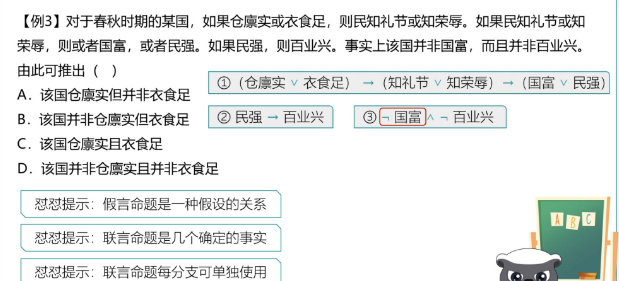 【例3】对于春秋时期的某国，如果仓廪实或衣食足，则民知礼节或知荣辱。如果民知礼节或知
荣辱，则或者国富，或者民强。如果民强，则百业兴。事实上该国并非国富，而且并非百业兴。
由此可推出（ ）
① （仓廪实 ∨ 衣食足） → （知礼节 ∨ 知荣辱）→（国富 ∨ 民强）
A．该国仓廪实但并非衣食足
B．该国并非仓廪实但衣食足
② 民强 → 百业兴
③ ¬ 国富 ∧ ¬ 百业兴
C．该国仓廪实且衣食足
D．该国并非仓廪实且并非衣食足
怼怼提示：假言命题是一种假设的关系
怼怼提示：联言命题是几个确定的事实
怼怼提示：联言命题每分支可单独使用
A B C